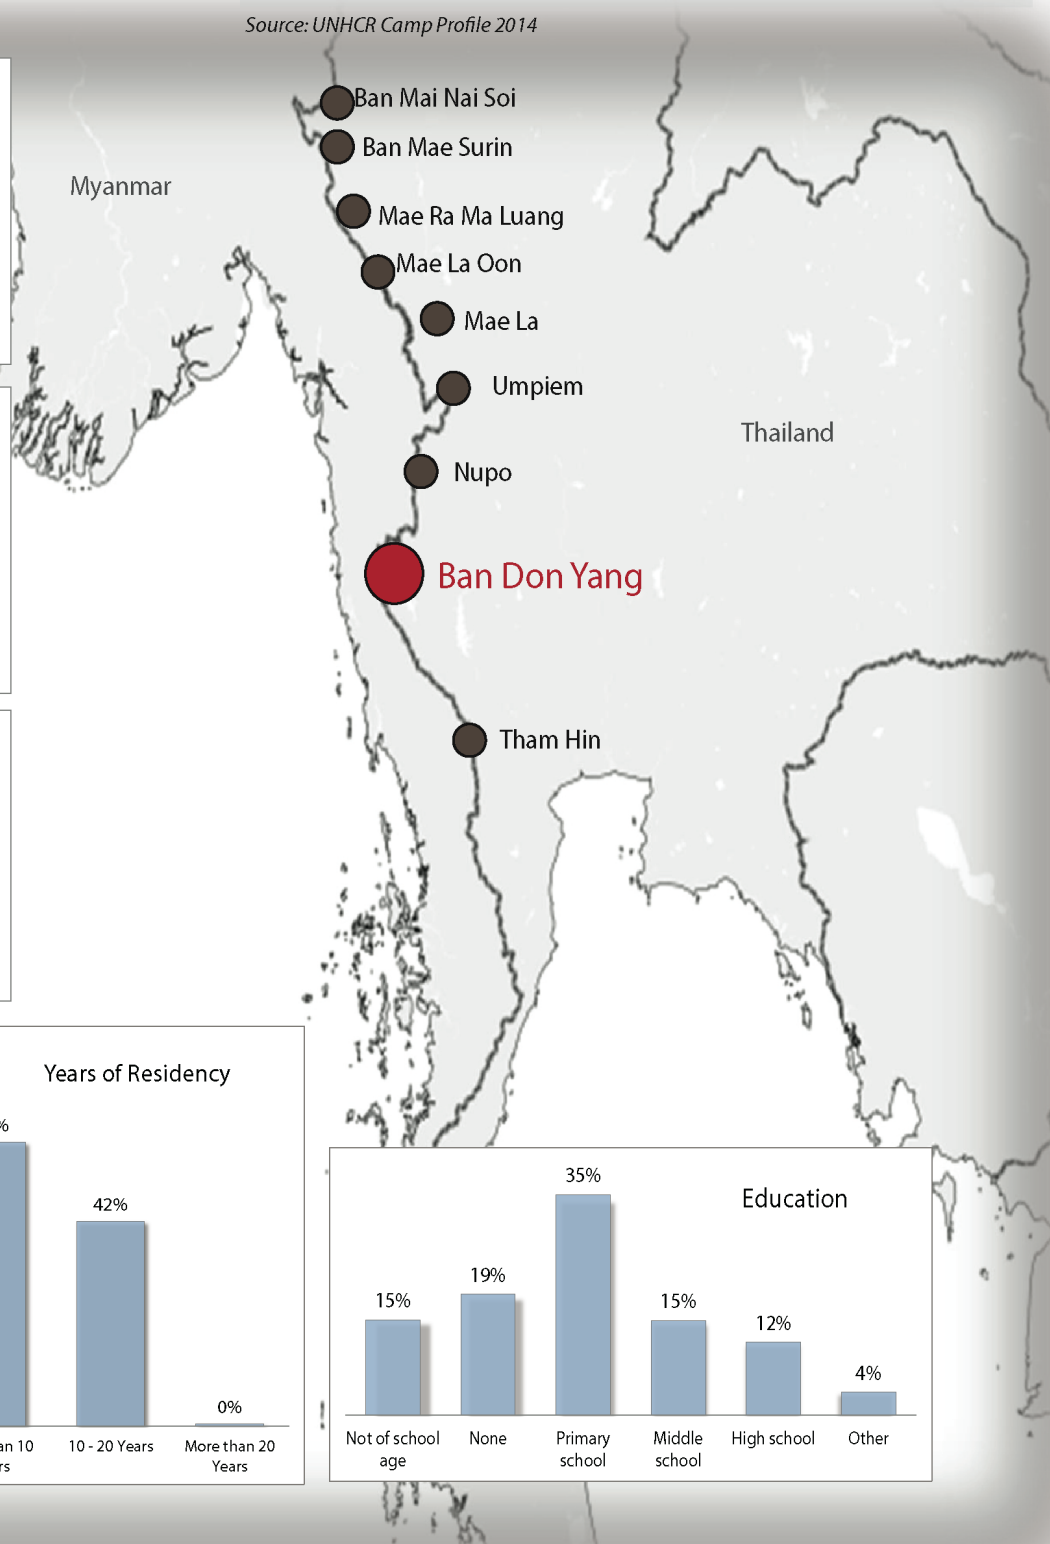 Source: UNHCR Camp Profile 2014
Ban Mai Nai Soi
Ban Mae Surin
Myanmar
Mae Ra Ma Luang
Mae La Oon
Mae La
Umpiem
Thailand
Nupo
Ban Don Yang
Tham Hin
Years of Residency
%
42%
0%
an 10
rs
10 - 20 Years
More than 20
Years
Education
15%
19%
35%
15%
12%
4%
Not of school
age
None
Primary
school
Middle
school
High school
Other